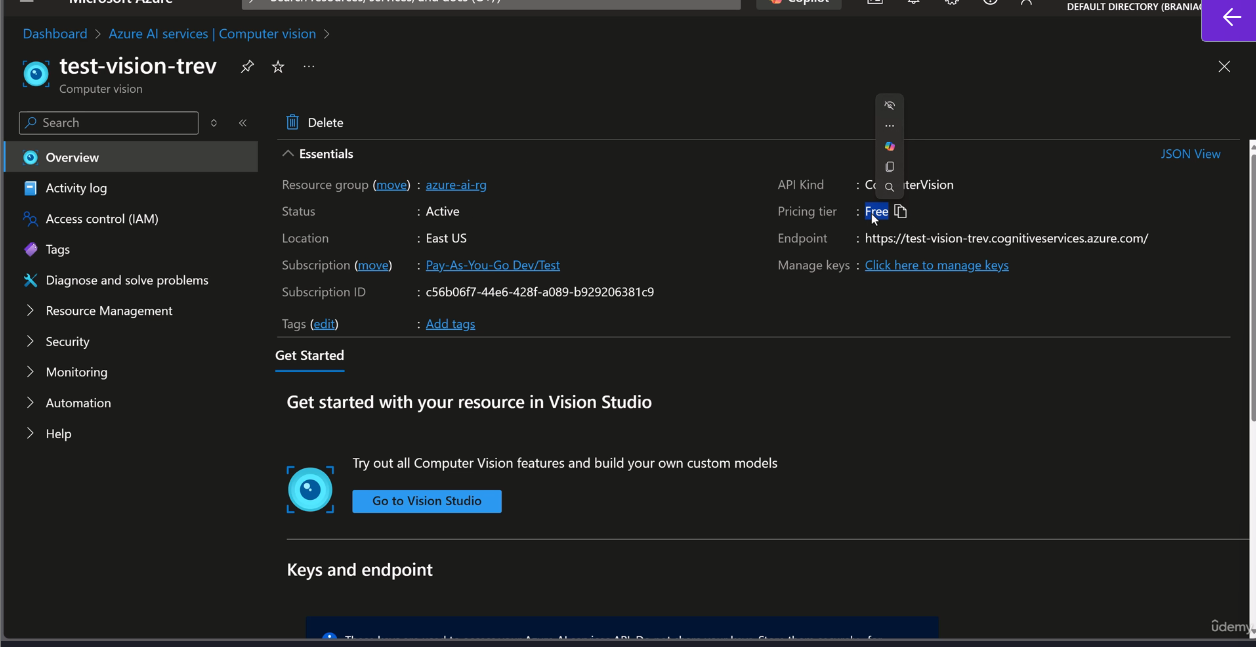 Microsoft Azure
Copilot
DEFAULT DIRECTORY
Dashboard > Azure AI services | Computer vision >
test-vision-trev
Computer vision
Search
Delete
Overview
Activity log
Access control (IAM)
Tags
Diagnose and solve problems
Resource Management
Security
Monitoring
Automation
Help
Essentials
JSON View
Resource group (move) : azure-ai-rg
Status : Active
Location : East US
Subscription (move) : Pay-As-You-Go Dev/Test
Subscription ID : c56b06f7-44e6-428f-a089-b929206381c9
Tags (edit) : Add tags
API Kind :
Pricing tier : Free
Endpoint : https://test-vision-trev.cognitiveservices.azure.com/
Manage keys : Click here to manage keys
Get Started
Get started with your resource in Vision Studio
Try out all Computer Vision features and build your own custom models
Go to Vision Studio
Keys and endpoint
ûdemy